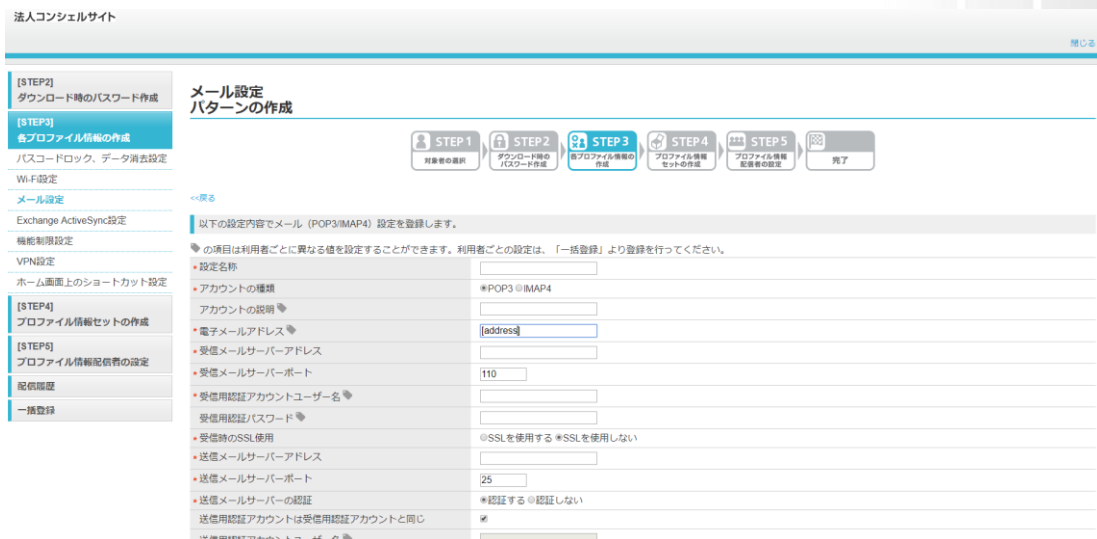 法人コンシェルサイト
閉じる
[STEP2]
ダウンロード時のパスワード作成
[STEP3]
各プロファイル情報の作成
パスコードロック、データ消去設定
Wi-Fi設定
メール設定
Exchange ActiveSync設定
機能制限設定
VPN設定
ホーム画面上のショートカット設定
[STEP4]
プロファイル情報セットの作成
[STEP5]
プロファイル情報配信者の設定
配信履歴
一括登録
メール設定
パターンの作成
STEP1
対象者の選択
STEP2
ダウンロード時の
パスワード作成
STEP3
各プロファイル情報の
作成
STEP4
プロファイル情報
セットの作成
STEP5
プロファイル情報
配信者の設定
完了
<<戻る
以下の設定内容でメール（POP3/IMAP4）設定を登録します。
の項目は利用者ごとに異なる値を設定することができます。利用者ごとの設定は、「一括登録」より登録を行ってください。
設定名称
アカウントの種類 POP3 IMAP4
アカウントの説明
電子メールアドレス [address]
受信メールサーバーアドレス
受信メールサーバーポート 110
受信用認証アカウントユーザー名
受信用認証パスワード
受信時のSSL使用 SSLを使用する SSLを使用しない
送信メールサーバーアドレス
送信メールサーバーポート 25
送信メールサーバーの認証 認証する 認証しない
送信用認証アカウントは受信用認証アカウントと同じ
送信用認証アカウントユーザー名